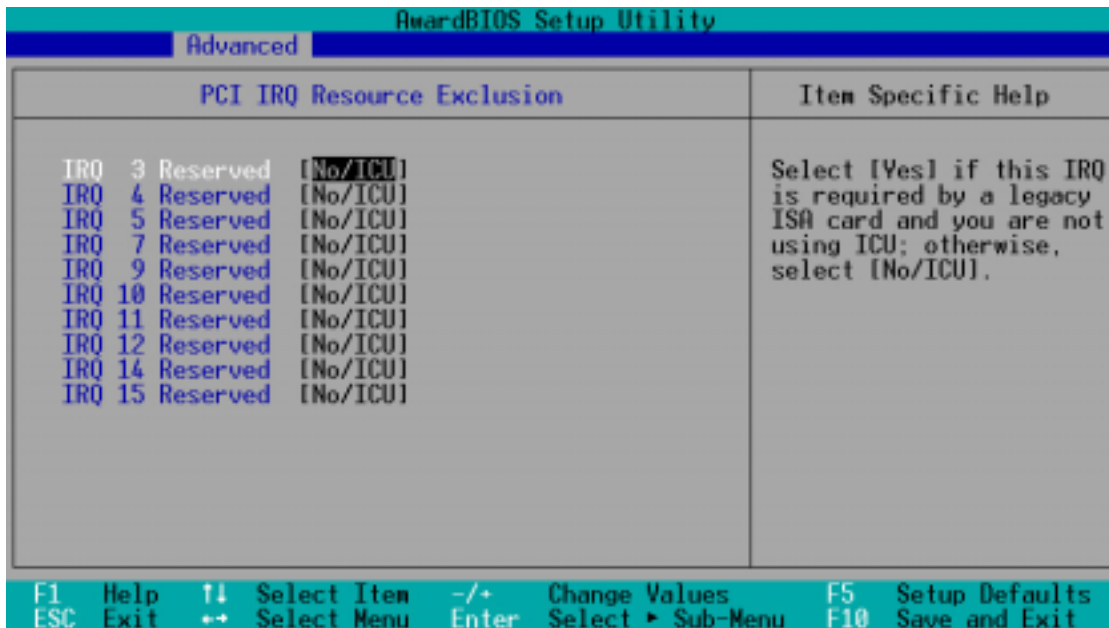 AwardBIOS Setup Utility
Advanced
PCI IRQ Resource Exclusion
IRQ 3 Reserved [No/ICU]
IRQ 4 Reserved [No/ICU]
IRQ 5 Reserved [No/ICU]
IRQ 7 Reserved [No/ICU]
IRQ 9 Reserved [No/ICU]
IRQ 10 Reserved [No/ICU]
IRQ 11 Reserved [No/ICU]
IRQ 12 Reserved [No/ICU]
IRQ 14 Reserved [No/ICU]
IRQ 15 Reserved [No/ICU]
Item Specific Help
Select [Yes] if this IRQ
is required by a legacy
ISA card and you are not
using ICU; otherwise,
select [No/ICU].
F1 Help ↑↓ Select Item -/+ Change Values F5 Setup Defaults
ESC Exit ←→ Select Menu Enter Select ► Sub-Menu F10 Save and Exit